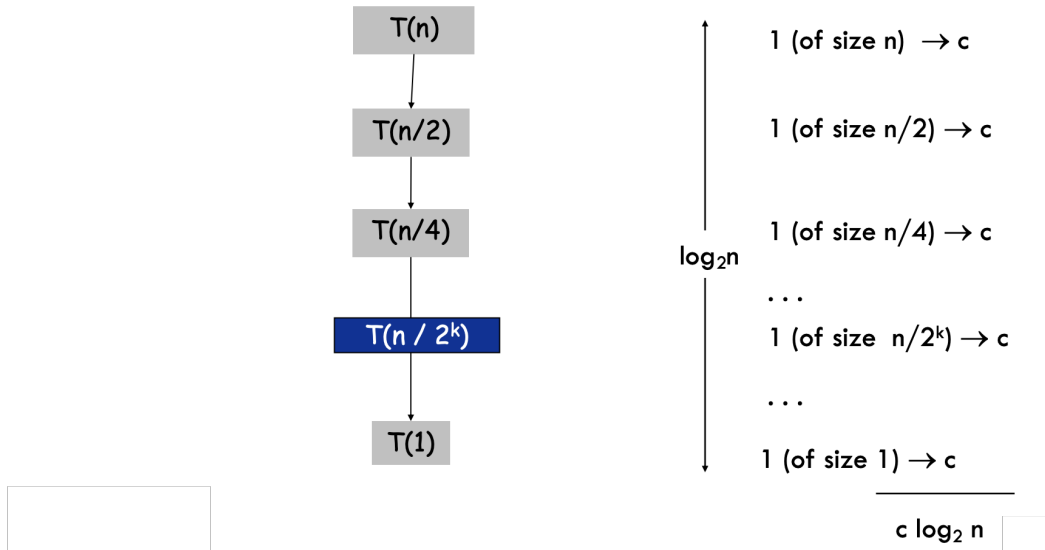 T(n)
1 (of size n) → c
T(n/2)
1 (of size n/2) → c
T(n/4)
1 (of size n/4) → c
log₂n
. . .
T(n / 2ᵏ)
1 (of size n/2ᵏ) → c
. . .
T(1)
1 (of size 1) → c
c log₂ n